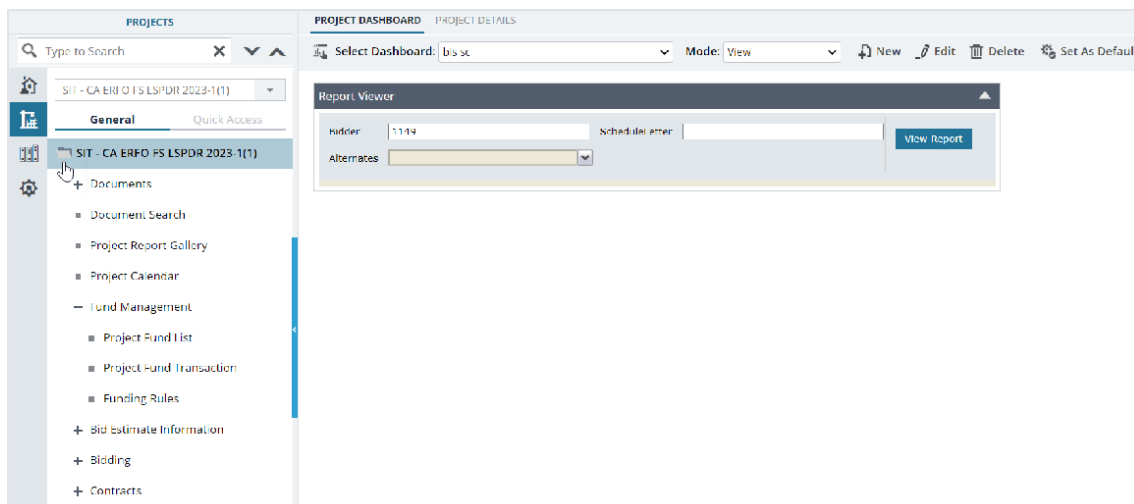 PROJECTS
Type to Search
SIT - CA ERFO FS LSPDR 2023-1(1)
General Quick Access
SIT - CA ERFO FS LSPDR 2023-1(1)
Documents
Document Search
Project Report Gallery
Project Calendar
Fund Management
Project Fund List
Project Fund Transaction
Funding Rules
Bid Estimate Information
Bidding
Contracts
PROJECT DASHBOARD PROJECT DETAILS
Select Dashboard: bis sc Mode: View New Edit Delete Set As Defaul
Report Viewer
Bidder 1149 ScheduleLetter View Report
Alternates